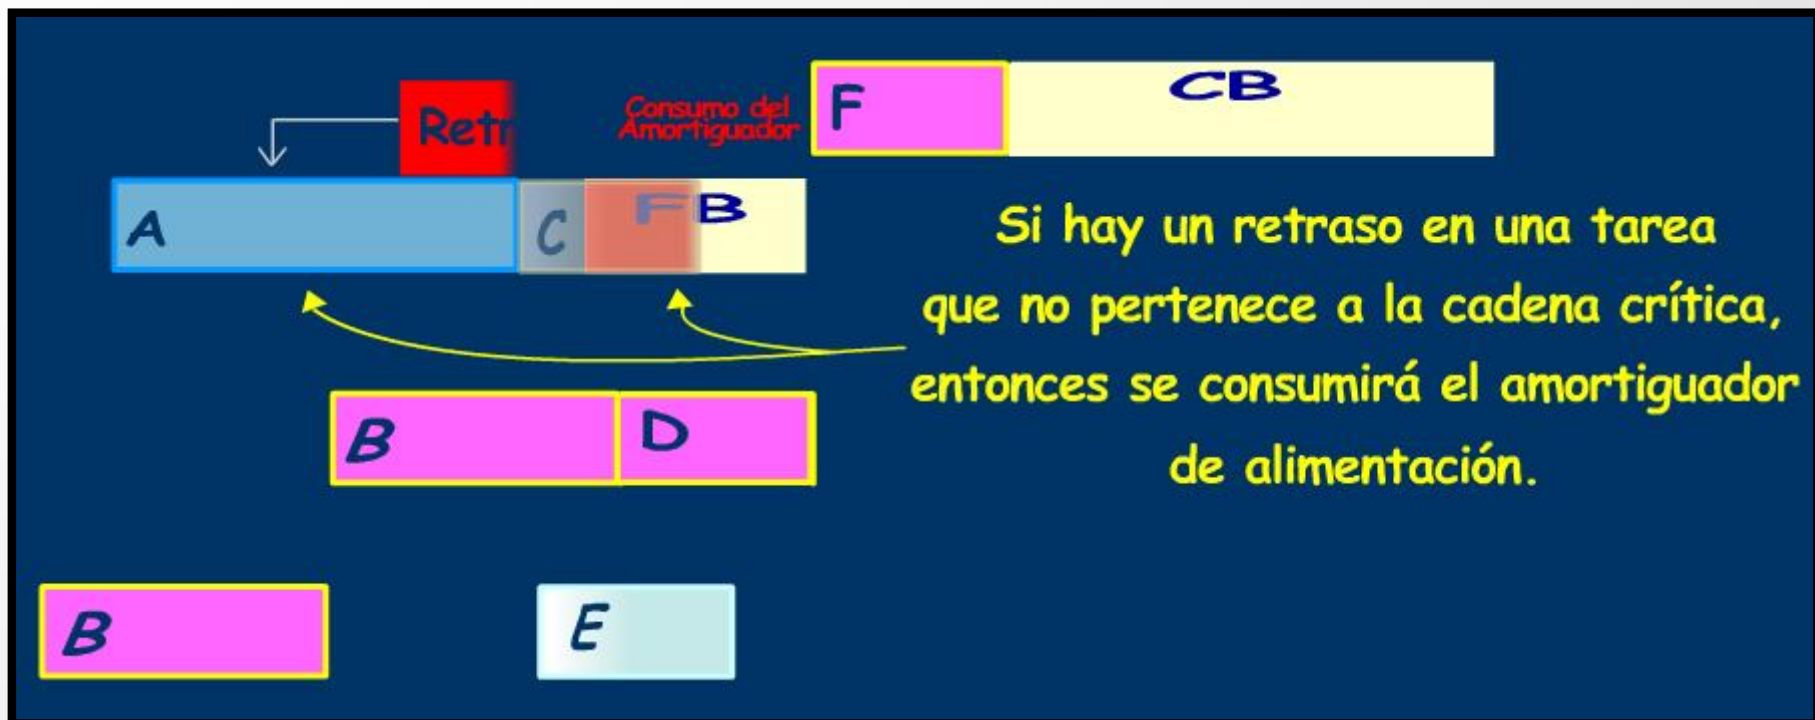 F
CB
Retr
Consumo del
Amortiguador
A
C
FB
Si hay un retraso en una tarea
que no pertenece a la cadena crítica,
entonces se consumirá el amortiguador
de alimentación.
B
D
B
E